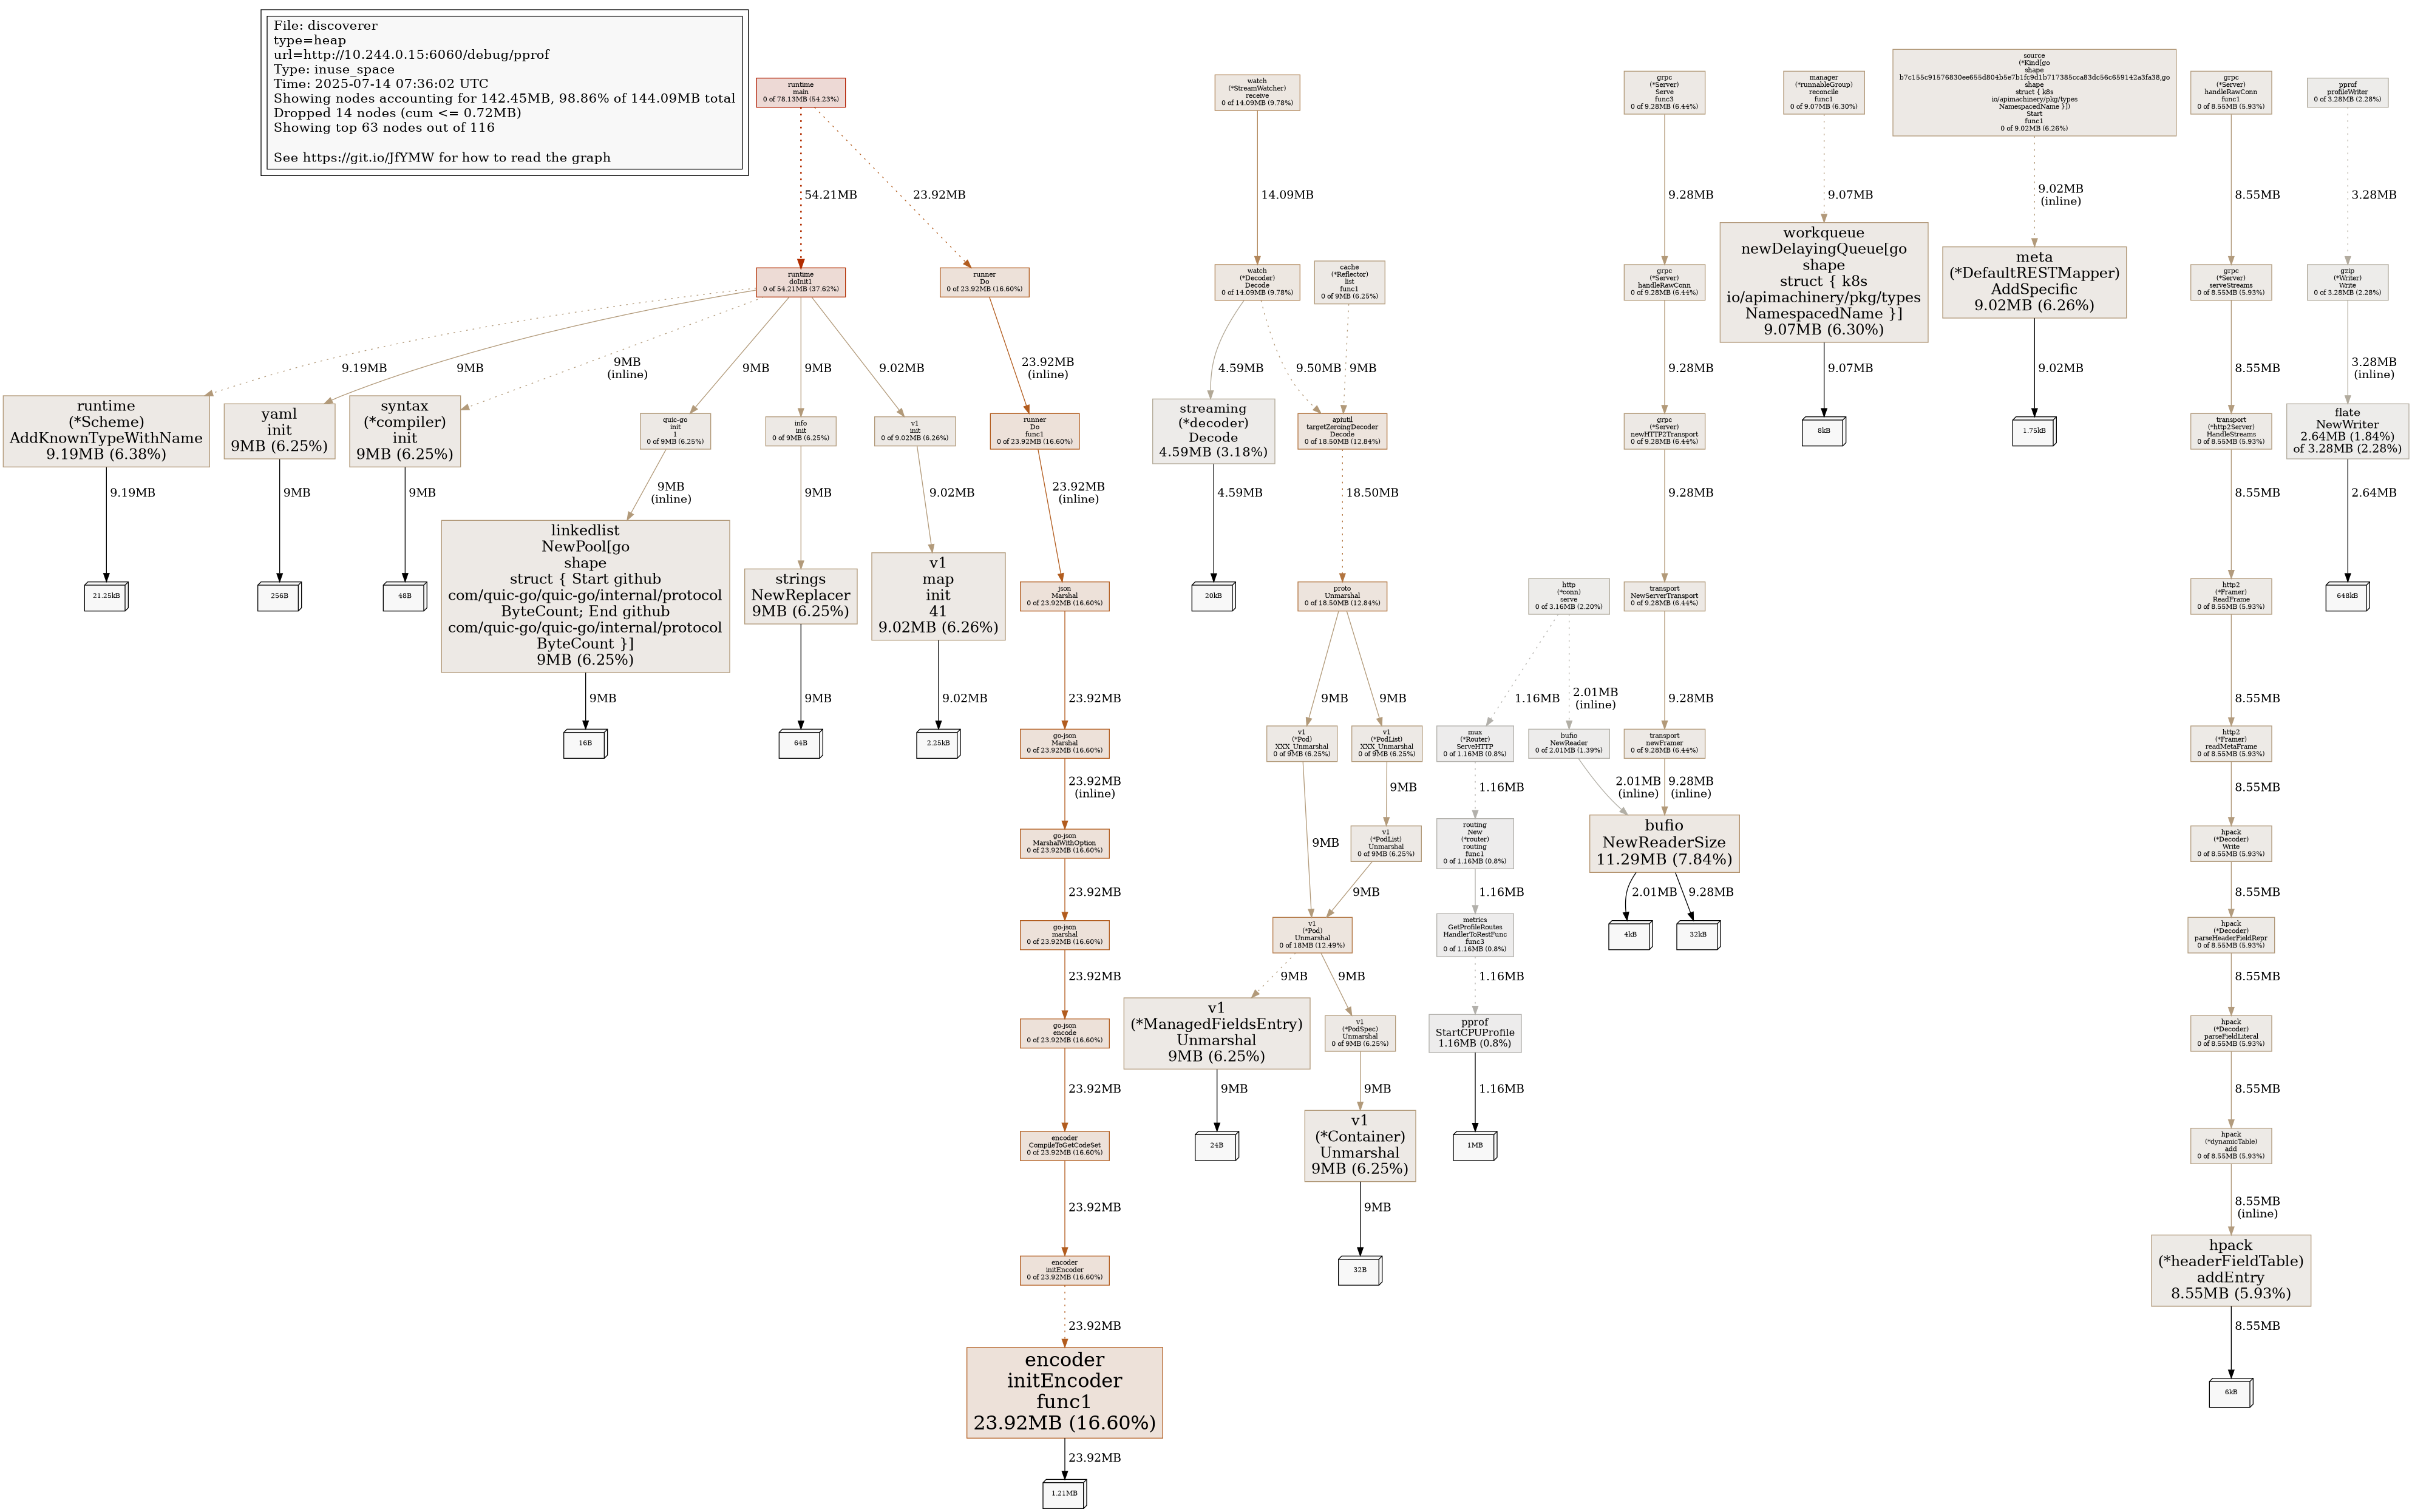 File: discoverer
type=heap
url=http://10.244.0.15:6060/debug/pprof
Type: inuse_space
Time: 2025-07-14 07:36:02 UTC
Showing nodes accounting for 142.45MB, 98.86% of 144.09MB total
Dropped 14 nodes (cum <= 0.72MB)
Showing top 63 nodes out of 116
See https://git.io/JfYMW for how to read the graph
runtime
main
0 of 78.13MB (54.23%)
54.21MB
23.92MB
runtime
doInit1
0 of 54.21MB (37.62%)
runner
Do
0 of 23.92MB (16.60%)
9.19MB
9MB
9MB
(inline)
9MB
9MB
9.02MB
23.92MB
(inline)
runtime
(*Scheme)
AddKnownTypeWithName
9.19MB (6.38%)
9.19MB
21.25kB
yaml
init
9MB (6.25%)
9MB
256B
syntax
(*compiler)
init
9MB (6.25%)
9MB
48B
quic-go
init
1
0 of 9MB (6.25%)
9MB
(inline)
linkedlist
NewPool[go
shape
struct { Start github
com/quic-go/quic-go/internal/protocol
ByteCount; End github
com/quic-go/quic-go/internal/protocol
ByteCount }]
9MB (6.25%)
9MB
16B
info
init
0 of 9MB (6.25%)
9MB
strings
NewReplacer
9MB (6.25%)
9MB
64B
v1
init
0 of 9.02MB (6.26%)
9.02MB
v1
map
init
41
9.02MB (6.26%)
9.02MB
2.25kB
runner
Do
func1
0 of 23.92MB (16.60%)
23.92MB
(inline)
json
Marshal
0 of 23.92MB (16.60%)
23.92MB
go-json
Marshal
0 of 23.92MB (16.60%)
23.92MB
(inline)
go-json
MarshalWithOption
0 of 23.92MB (16.60%)
23.92MB
go-json
marshal
0 of 23.92MB (16.60%)
23.92MB
go-json
encode
0 of 23.92MB (16.60%)
23.92MB
encoder
CompileToGetCodeSet
0 of 23.92MB (16.60%)
23.92MB
encoder
initEncoder
0 of 23.92MB (16.60%)
23.92MB
encoder
initEncoder
func1
23.92MB (16.60%)
23.92MB
1.21MB
watch
(*StreamWatcher)
receive
0 of 14.09MB (9.78%)
14.09MB
watch
(*Decoder)
Decode
0 of 14.09MB (9.78%)
cache
(*Reflector)
list
func1
0 of 9MB (6.25%)
4.59MB
9.50MB
9MB
streaming
(*decoder)
Decode
4.59MB (3.18%)
4.59MB
20kB
apiutil
targetZeroingDecoder
Decode
0 of 18.50MB (12.84%)
18.50MB
proto
Unmarshal
0 of 18.50MB (12.84%)
9MB
9MB
v1
(*Pod)
XXX_Unmarshal
0 of 9MB (6.25%)
v1
(*PodList)
XXX_Unmarshal
0 of 9MB (6.25%)
9MB
9MB
v1
(*PodList)
Unmarshal
0 of 9MB (6.25%)
9MB
v1
(*Pod)
Unmarshal
0 of 18MB (12.49%)
9MB
9MB
v1
(*ManagedFieldsEntry)
Unmarshal
9MB (6.25%)
9MB
24B
v1
(*PodSpec)
Unmarshal
0 of 9MB (6.25%)
9MB
v1
(*Container)
Unmarshal
9MB (6.25%)
9MB
32B
http
(*conn)
serve
0 of 3.16MB (2.20%)
1.16MB
2.01MB
(inline)
mux
(*Router)
ServeHTTP
0 of 1.16MB (0.8%)
1.16MB
routing
New
(*router)
routing
func1
0 of 1.16MB (0.8%)
1.16MB
metrics
GetProfileRoutes
HandlerToRestFunc
func3
0 of 1.16MB (0.8%)
1.16MB
pprof
StartCPUProfile
1.16MB (0.8%)
1.16MB
1MB
bufio
NewReader
0 of 2.01MB (1.39%)
2.01MB
(inline)
grpc
(*Server)
Serve
func3
0 of 9.28MB (6.44%)
9.28MB
grpc
(*Server)
handleRawConn
0 of 9.28MB (6.44%)
9.28MB
grpc
(*Server)
newHTTP2Transport
0 of 9.28MB (6.44%)
9.28MB
transport
NewServerTransport
0 of 9.28MB (6.44%)
9.28MB
transport
newFramer
0 of 9.28MB (6.44%)
9.28MB
(inline)
bufio
NewReaderSize
11.29MB (7.84%)
2.01MB
9.28MB
4kB
32kB
manager
(*runnableGroup)
reconcile
func1
0 of 9.07MB (6.30%)
9.07MB
workqueue
newDelayingQueue[go
shape
struct { k8s
io/apimachinery/pkg/types
NamespacedName }]
9.07MB (6.30%)
9.07MB
8kB
source
(*Kind[go
shape
b7c155c91576830ee655d804b5e7b1fc9d1b717385cca83dc56c659142a3fa38,go
shape
struct { k8s
io/apimachinery/pkg/types
NamespacedName }])
Start
func1
0 of 9.02MB (6.26%)
9.02MB
(inline)
meta
(*DefaultRESTMapper)
AddSpecific
9.02MB (6.26%)
9.02MB
1.75kB
grpc
(*Server)
handleRawConn
func1
0 of 8.55MB (5.93%)
8.55MB
grpc
(*Server)
serveStreams
0 of 8.55MB (5.93%)
8.55MB
transport
(*http2Server)
HandleStreams
0 of 8.55MB (5.93%)
8.55MB
http2
(*Framer)
ReadFrame
0 of 8.55MB (5.93%)
8.55MB
http2
(*Framer)
readMetaFrame
0 of 8.55MB (5.93%)
8.55MB
hpack
(*Decoder)
Write
0 of 8.55MB (5.93%)
8.55MB
hpack
(*Decoder)
parseHeaderFieldRepr
0 of 8.55MB (5.93%)
8.55MB
hpack
(*Decoder)
parseFieldLiteral
0 of 8.55MB (5.93%)
8.55MB
hpack
(*dynamicTable)
add
0 of 8.55MB (5.93%)
8.55MB
(inline)
hpack
(*headerFieldTable)
addEntry
8.55MB (5.93%)
8.55MB
6kB
pprof
profileWriter
0 of 3.28MB (2.28%)
3.28MB
gzip
(*Writer)
Write
0 of 3.28MB (2.28%)
3.28MB
(inline)
flate
NewWriter
2.64MB (1.84%)
of 3.28MB (2.28%)
2.64MB
648kB